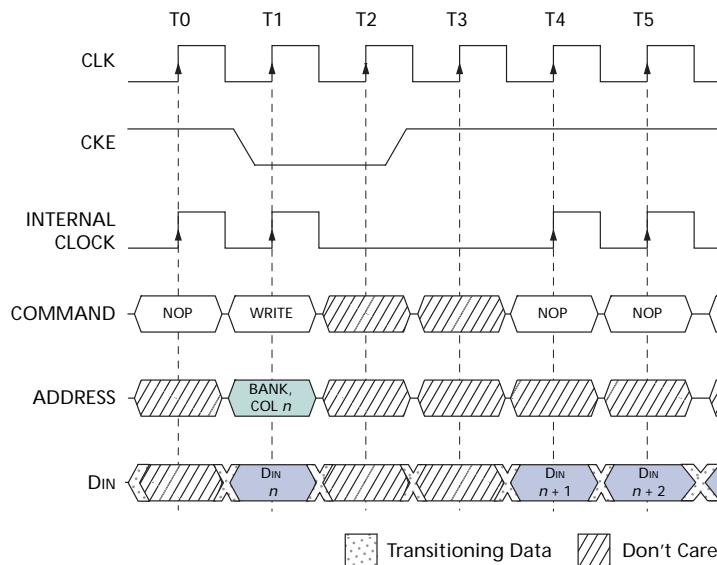 T0 T1 T2 T3 T4 T5
CLK
CKE
INTERNAL
CLOCK
COMMAND NOP WRITE NOP NOP
ADDRESS BANK,
COL n
DIN DIN DIN DIN
n n + 1 n + 2
Transitioning Data Don't Care